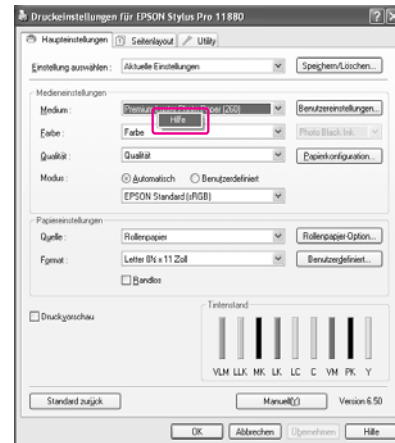 Druckeinstellungen für EPSON Stylus Pro 11880
Haupteinstellungen Seitenlayout Utility
Einstellung auswählen : Aktuelle Einstellungen Speichern/Löschen...
Medieneinstellungen
Medium : Premium Paper (260) Benutzereinstellungen...
Hilfe
Farbe : Farbe Photo Black Ink
Qualität : Qualität Papierkonfiguration...
Modus : Automatisch Benutzerdefiniert
EPSON Standard (sRGB)
Papiereinstellungen
Quelle : Rollenpapier Rollenpapier-Option...
Format : Letter 8½ x 11 Zoll Benutzerdefiniert...
Randlos
Druckvorschau
Tintenstand
VLM LLK MK LK LC C VM PK Y
Standard zurück Manuell(Y) Version 6.50
OK Abbrechen Übernehmen Hilfe